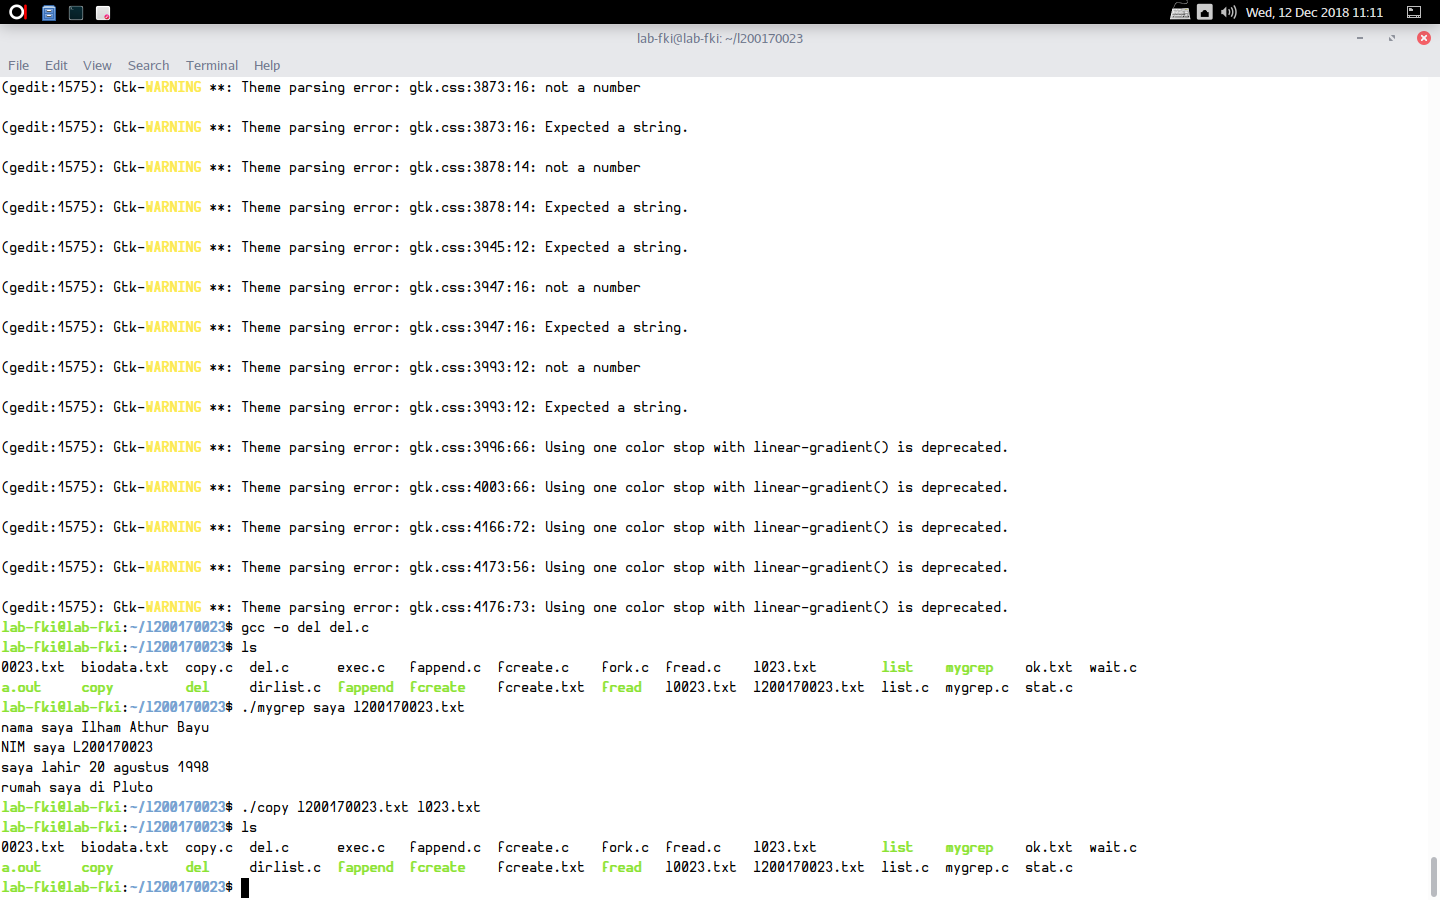 Wed, 12 Dec 2018 11:11
lab-fki@lab-fki: ~/l200170023
File Edit View Search Terminal Help
(gedit:1575): Gtk-WARNING **: Theme parsing error: gtk.css:3873:16: not a number
(gedit:1575): Gtk-WARNING **: Theme parsing error: gtk.css:3873:16: Expected a string.
(gedit:1575): Gtk-WARNING **: Theme parsing error: gtk.css:3878:14: not a number
(gedit:1575): Gtk-WARNING **: Theme parsing error: gtk.css:3878:14: Expected a string.
(gedit:1575): Gtk-WARNING **: Theme parsing error: gtk.css:3945:12: Expected a string.
(gedit:1575): Gtk-WARNING **: Theme parsing error: gtk.css:3947:16: not a number
(gedit:1575): Gtk-WARNING **: Theme parsing error: gtk.css:3947:16: Expected a string.
(gedit:1575): Gtk-WARNING **: Theme parsing error: gtk.css:3993:12: not a number
(gedit:1575): Gtk-WARNING **: Theme parsing error: gtk.css:3993:12: Expected a string.
(gedit:1575): Gtk-WARNING **: Theme parsing error: gtk.css:3996:66: Using one color stop with linear-gradient() is deprecated.
(gedit:1575): Gtk-WARNING **: Theme parsing error: gtk.css:4003:66: Using one color stop with linear-gradient() is deprecated.
(gedit:1575): Gtk-WARNING **: Theme parsing error: gtk.css:4166:72: Using one color stop with linear-gradient() is deprecated.
(gedit:1575): Gtk-WARNING **: Theme parsing error: gtk.css:4173:56: Using one color stop with linear-gradient() is deprecated.
(gedit:1575): Gtk-WARNING **: Theme parsing error: gtk.css:4176:73: Using one color stop with linear-gradient() is deprecated.
lab-fki@lab-fki:~/l200170023$ gcc -o del del.c
lab-fki@lab-fki:~/l200170023$ ls
0023.txt biodata.txt copy.c del.c exec.c fappend.c fcreate.c fork.c fread.c l023.txt list mygrep ok.txt wait.c
a.out copy del dirlist.c fappend fcreate fcreate.txt fread l0023.txt l200170023.txt list.c mygrep.c stat.c
lab-fki@lab-fki:~/l200170023$ ./mygrep saya l200170023.txt
nama saya Ilham Athur Bayu
NIM saya L200170023
saya lahir 20 agustus 1998
rumah saya di Pluto
lab-fki@lab-fki:~/l200170023$ ./copy l200170023.txt l023.txt
lab-fki@lab-fki:~/l200170023$ ls
0023.txt biodata.txt copy.c del.c exec.c fappend.c fcreate.c fork.c fread.c l023.txt list mygrep ok.txt wait.c
a.out copy del dirlist.c fappend fcreate fcreate.txt fread l0023.txt l200170023.txt list.c mygrep.c stat.c
lab-fki@lab-fki:~/l200170023$